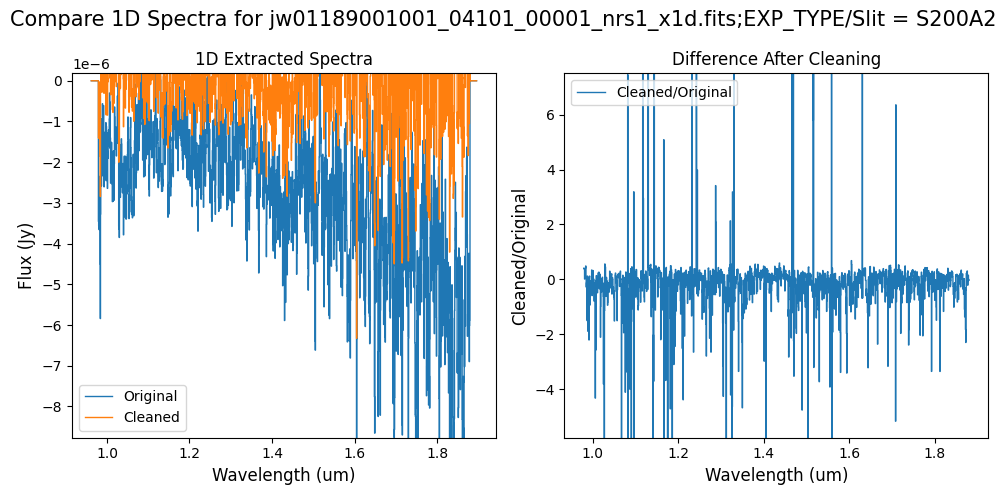 Compare 1D Spectra for jw01189001001_04101_00001_nrs1_x1d.fits;EXP_TYPE/Slit = S200A2
1D Extracted Spectra
1e−6
0
−1
−2
−3
−4
−5
−6
−7
−8
Flux (Jy)
Original
Cleaned
1.0
1.2
1.4
1.6
1.8
Wavelength (um)
Difference After Cleaning
Cleaned/Original
6
4
2
0
−2
−4
Cleaned/Original
1.0
1.2
1.4
1.6
1.8
Wavelength (um)